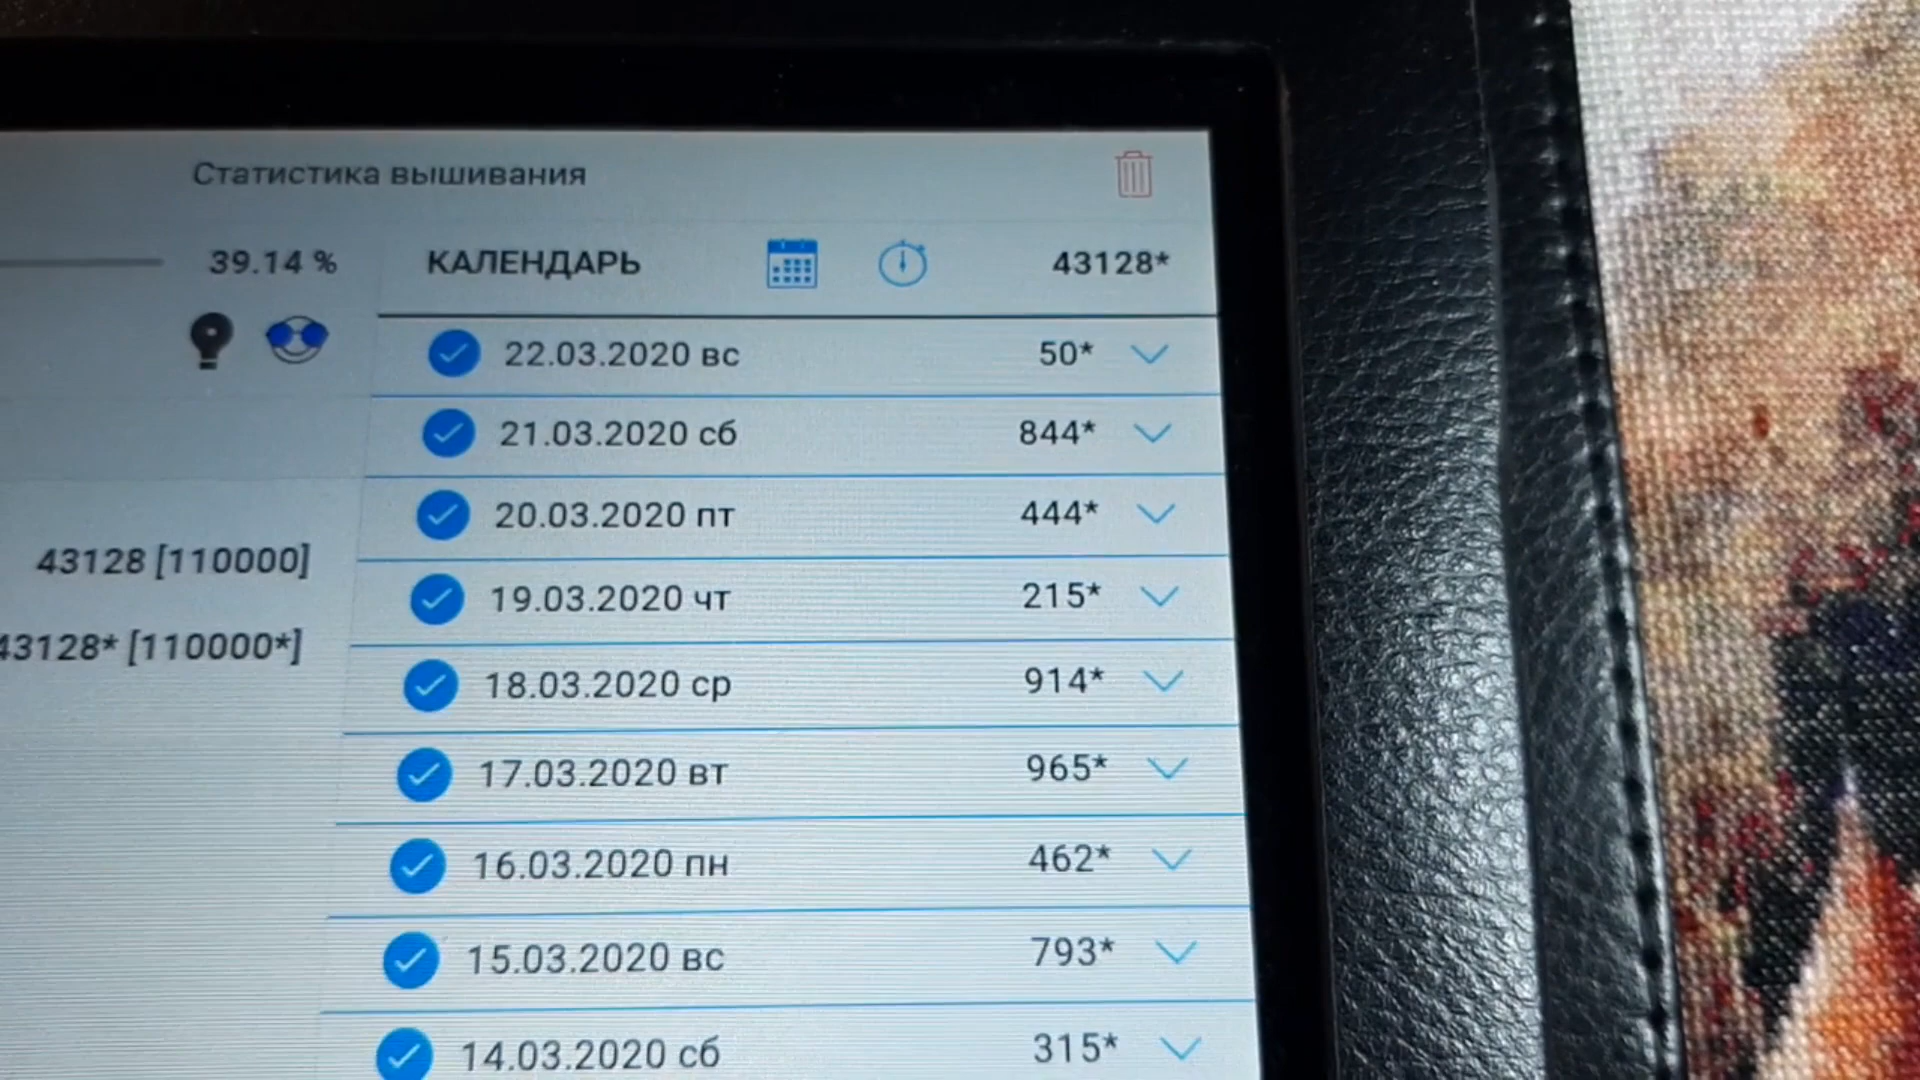 Статистика вышивания
39.14 %
КАЛЕНДАРЬ 43128*
22.03.2020 вс 50*
21.03.2020 сб 844*
20.03.2020 пт 444*
43128 [110000]
19.03.2020 чт 215*
43128* [110000*]
18.03.2020 ср 914*
17.03.2020 вт 965*
16.03.2020 пн 462*
15.03.2020 вс 793*
14.03.2020 сб 315*